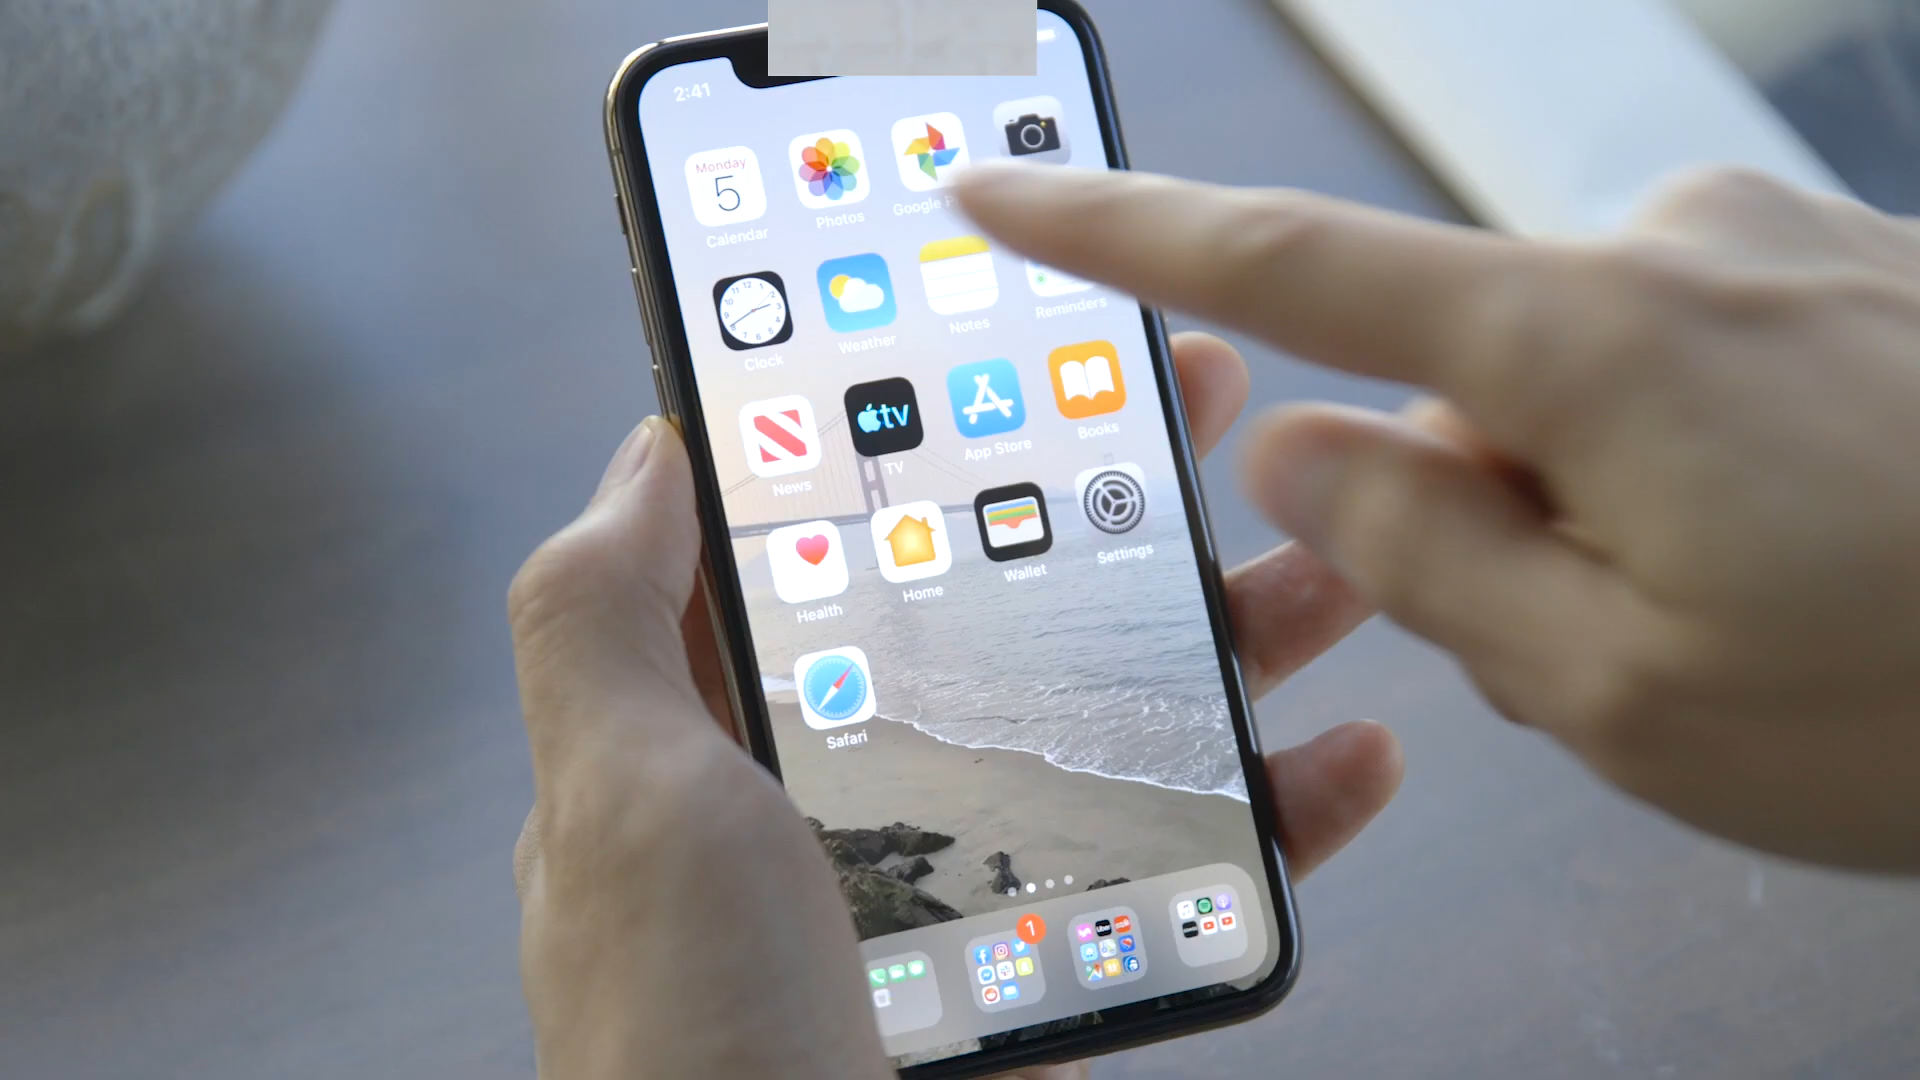 2:41
Monday
5
Calendar
Photos
Google
Clock
Weather
Notes
Reminders
News
tv
TV
App Store
Books
Health
Home
Wallet
Settings
Safari
1